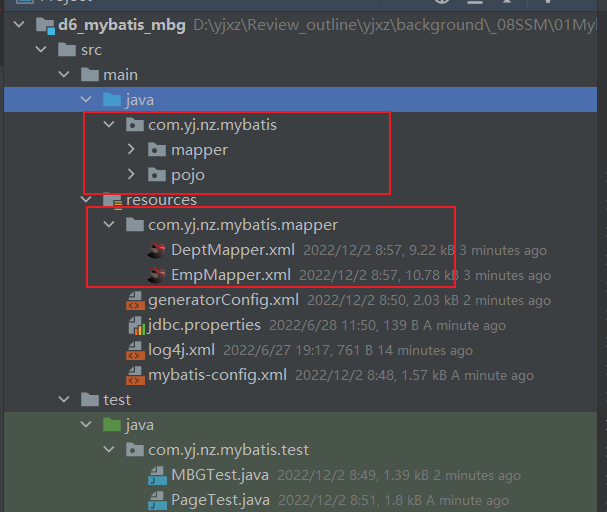 d6_mybatis_mbg D:\yjxz\Review_outline\yjxz\background\_08SSM\01My
src
main
java
com.yj.nz.mybatis
mapper
pojo
resources
com.yj.nz.mybatis.mapper
DeptMapper.xml 2022/12/2 8:57, 9.22 kB 3 minutes ago
EmpMapper.xml 2022/12/2 8:57, 10.78 kB 3 minutes ago
generatorConfig.xml 2022/12/2 8:50, 2.03 kB 2 minutes ago
jdbc.properties 2022/6/28 11:50, 139 B A minute ago
log4j.xml 2022/6/27 19:17, 761 B 14 minutes ago
mybatis-config.xml 2022/12/2 8:48, 1.57 kB A minute ago
test
java
com.yj.nz.mybatis.test
MBGTest.java 2022/12/2 8:49, 1.39 kB 2 minutes ago
PageTest.java 2022/12/2 8:51, 1.8 kB A minute ago